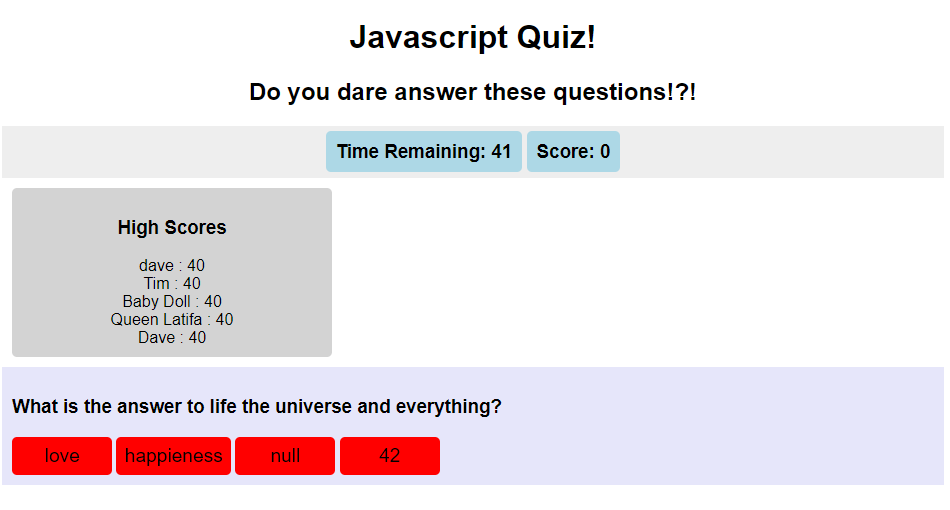 Javascript Quiz!
Do you dare answer these questions!?!
Time Remaining: 41 Score: 0
High Scores
dave : 40
Tim : 40
Baby Doll : 40
Queen Latifa : 40
Dave : 40
What is the answer to life the universe and everything?
love happieness null 42